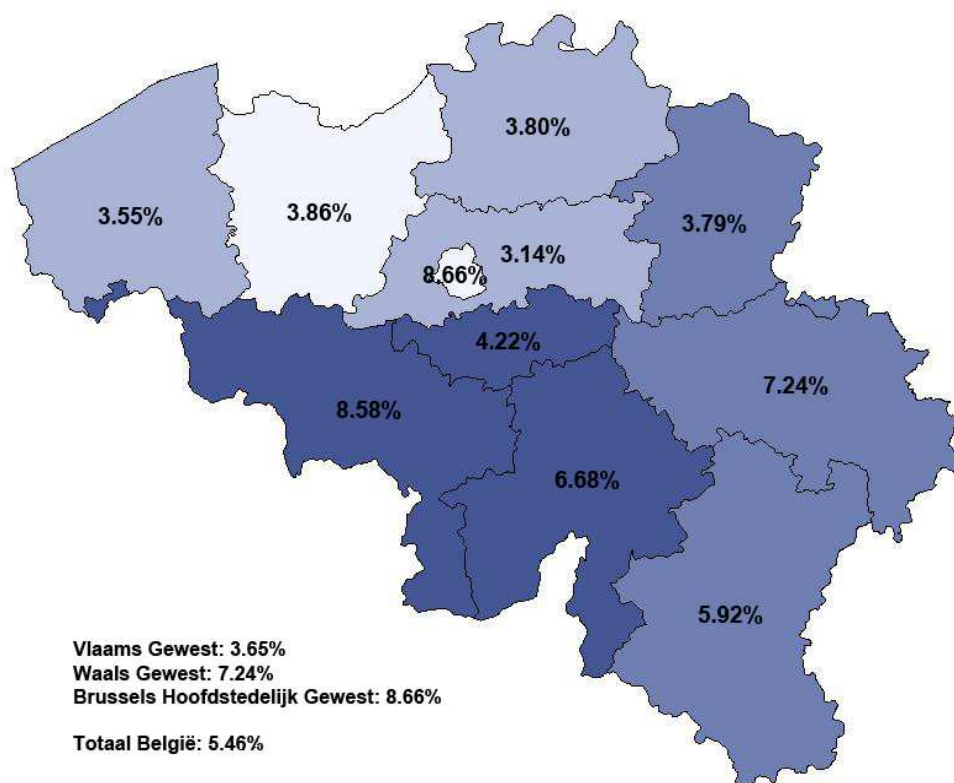 3.80%
3.55%
3.86%
3.79%
3.14%
8.66%
4.22%
7.24%
8.58%
6.68%
5.92%
Vlaams Gewest: 3.65%
Waals Gewest: 7.24%
Brussels Hoofdstedelijk Gewest: 8.66%
Totaal België: 5.46%